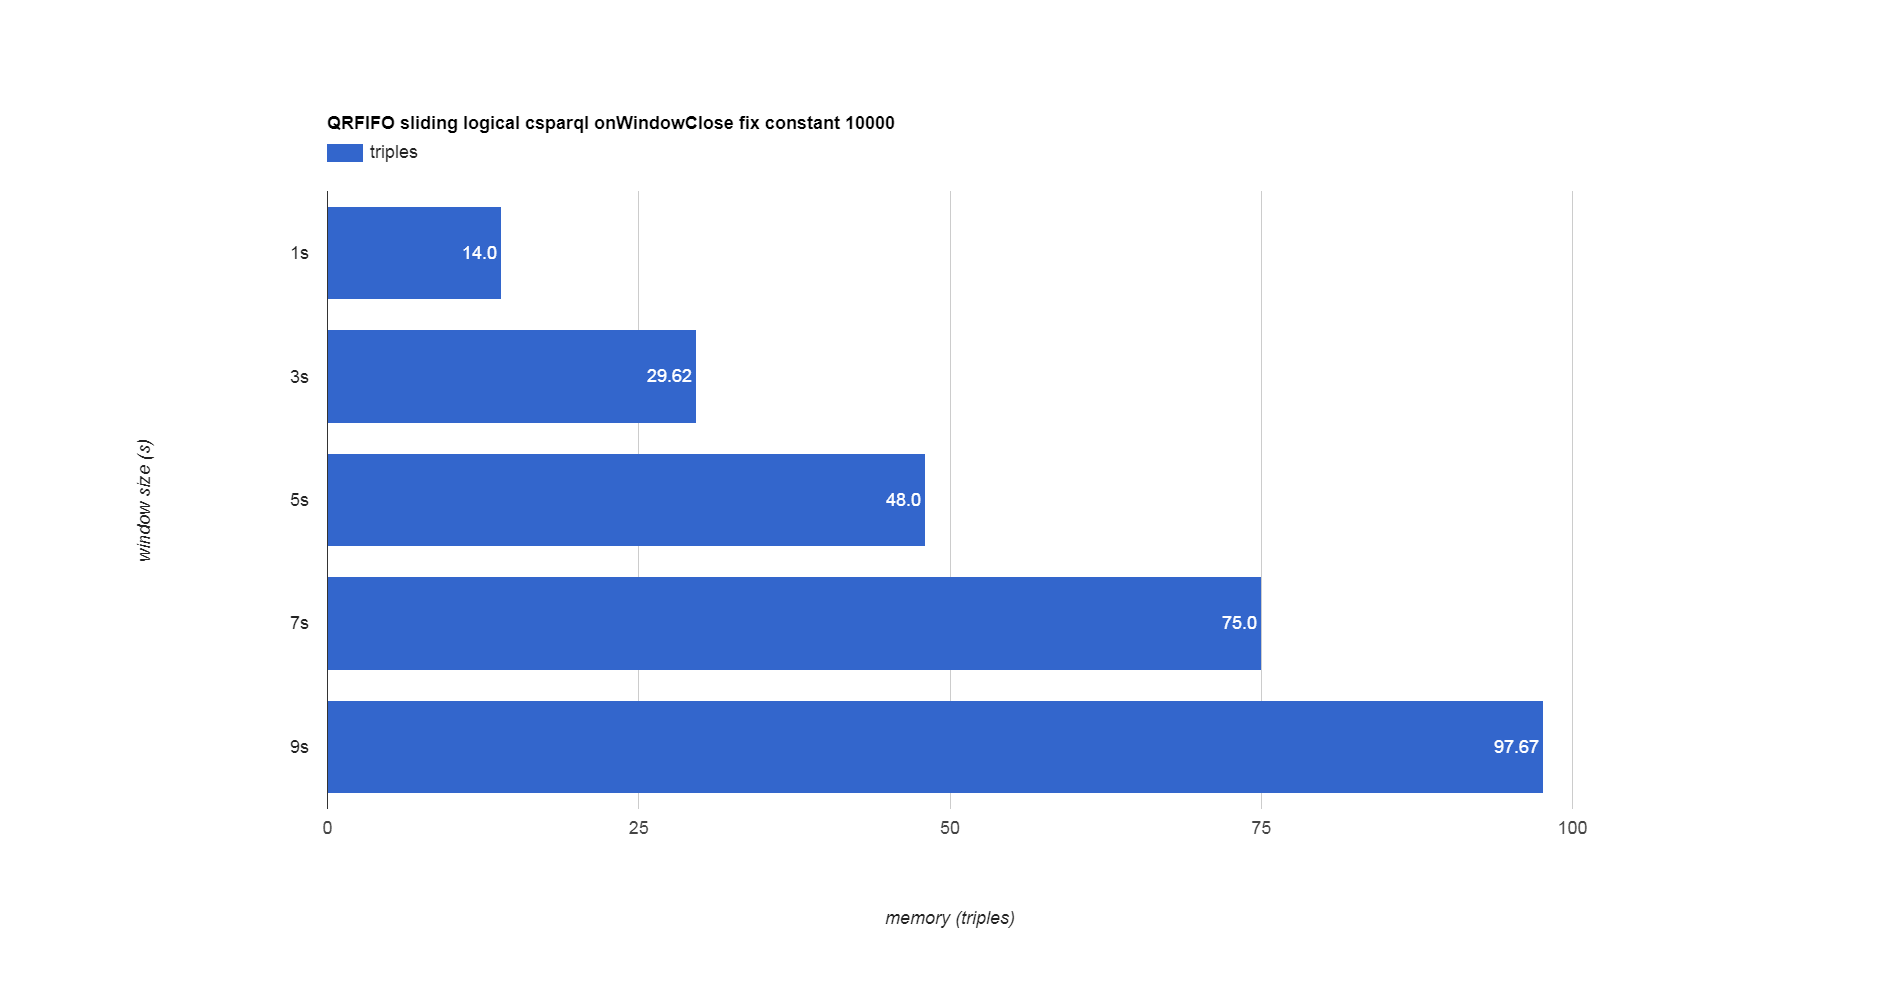 QRFIFO sliding logical csparql onWindowClose fix constant 10000
triples
window size (s)
1s
14.0
3s
29.62
5s
48.0
7s
75.0
9s
97.67
0 25 50 75 100
memory (triples)